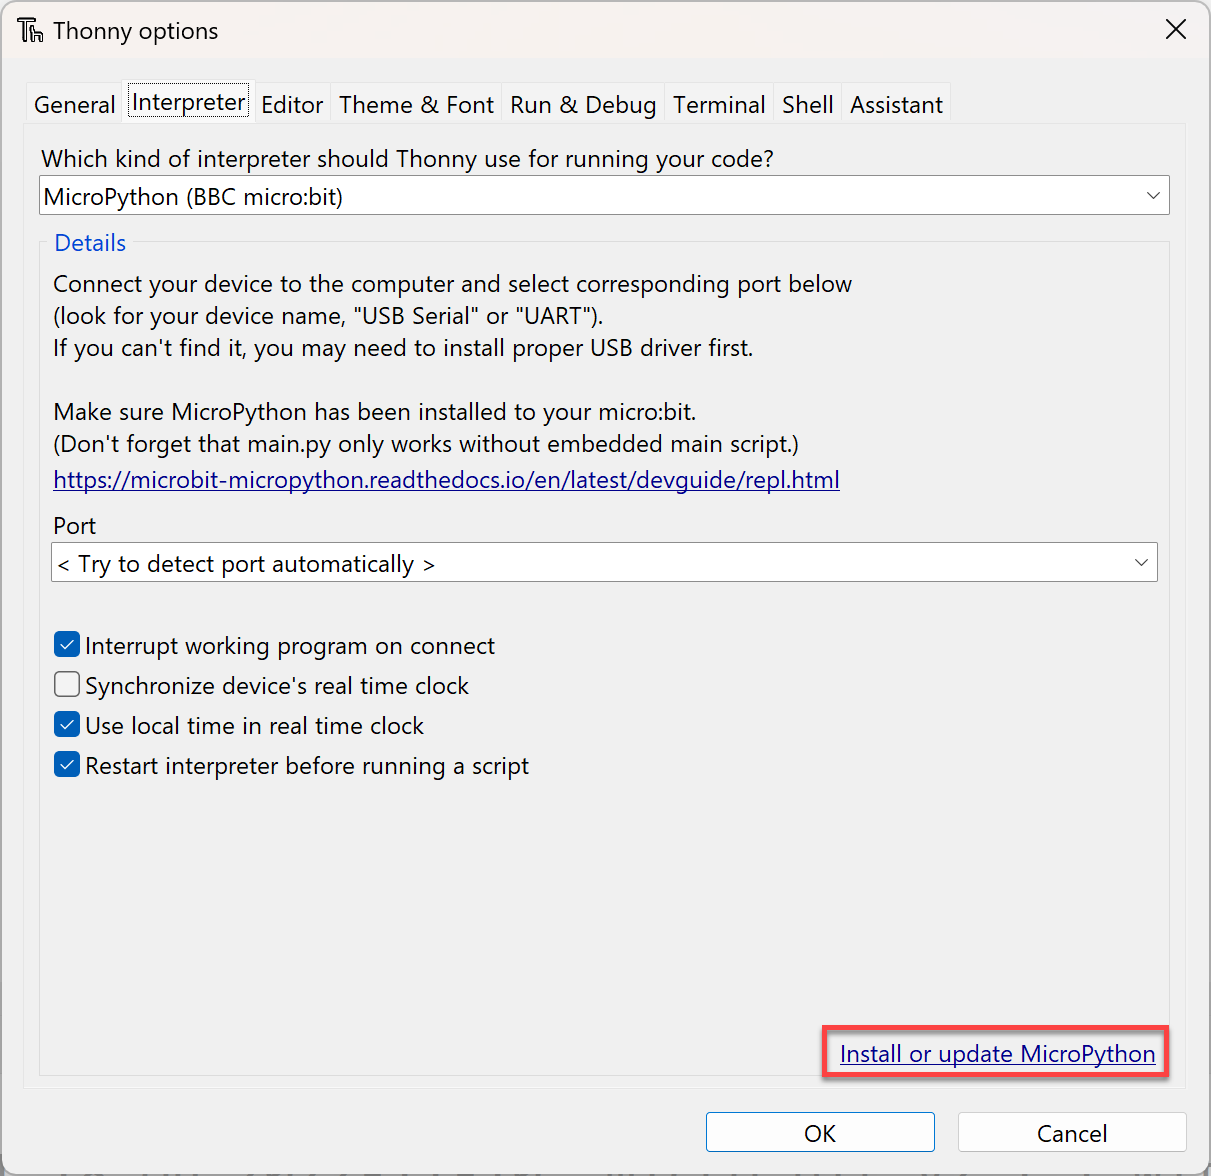 Thonny options
General Interpreter Editor Theme & Font Run & Debug Terminal Shell Assistant
Which kind of interpreter should Thonny use for running your code?
MicroPython (BBC micro:bit)
Details
Connect your device to the computer and select corresponding port below
(look for your device name, "USB Serial" or "UART").
If you can't find it, you may need to install proper USB driver first.
Make sure MicroPython has been installed to your micro:bit.
(Don't forget that main.py only works without embedded main script.)
https://microbit-micropython.readthedocs.io/en/latest/devguide/repl.html
Port
< Try to detect port automatically >
Interrupt working program on connect
Synchronize device's real time clock
Use local time in real time clock
Restart interpreter before running a script
Install or update MicroPython
OK Cancel